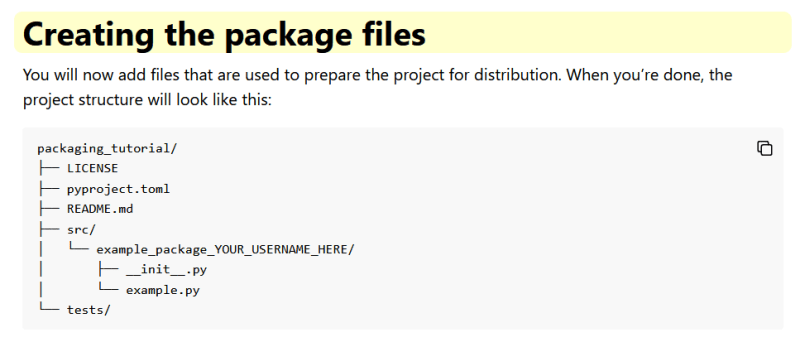 Creating the package files
You will now add files that are used to prepare the project for distribution. When you’re done, the
project structure will look like this:
packaging_tutorial/
├── LICENSE
├── pyproject.toml
├── README.md
├── src/
│   └── example_package_YOUR_USERNAME_HERE/
│       ├── __init__.py
│       └── example.py
└── tests/